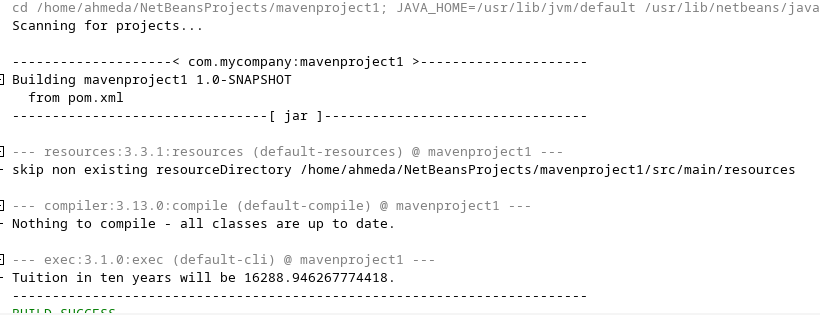 cd /home/ahmeda/NetBeansProjects/mavenproject1; JAVA_HOME=/usr/lib/jvm/default /usr/lib/netbeans/java
Scanning for projects...
-------------------< com.mycompany:mavenproject1 >--------------------
Building mavenproject1 1.0-SNAPSHOT
  from pom.xml
--------------------------------[ jar ]---------------------------------
--- resources:3.3.1:resources (default-resources) @ mavenproject1 ---
skip non existing resourceDirectory /home/ahmeda/NetBeansProjects/mavenproject1/src/main/resources
--- compiler:3.13.0:compile (default-compile) @ mavenproject1 ---
Nothing to compile - all classes are up to date.
--- exec:3.1.0:exec (default-cli) @ mavenproject1 ---
Tuition in ten years will be 16288.946267774418.
------------------------------------------------------------------------
BUILD SUCCESS